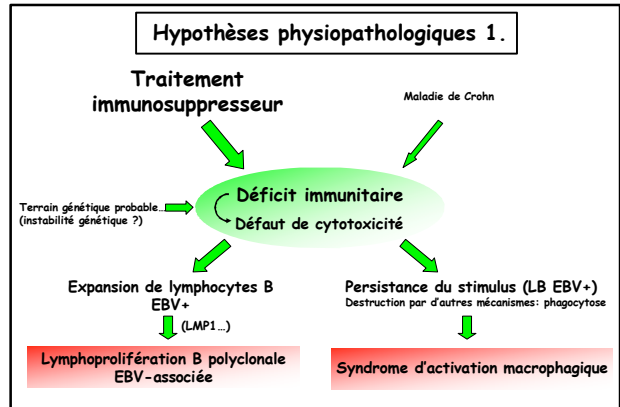 Hypothèses physiopathologiques 1.
Traitement
immunosuppresseur
Maladie de Crohn
Terrain génétique probable…
(instabilité génétique ?)
Déficit immunitaire
Défaut de cytotoxicité
Expansion de lymphocytes B
EBV+
(LMP1…)
Lymphoprolifération B polyclonale
EBV-associée
Persistance du stimulus (LB EBV+)
Destruction par d'autres mécanismes: phagocytose
Syndrome d'activation macrophagique